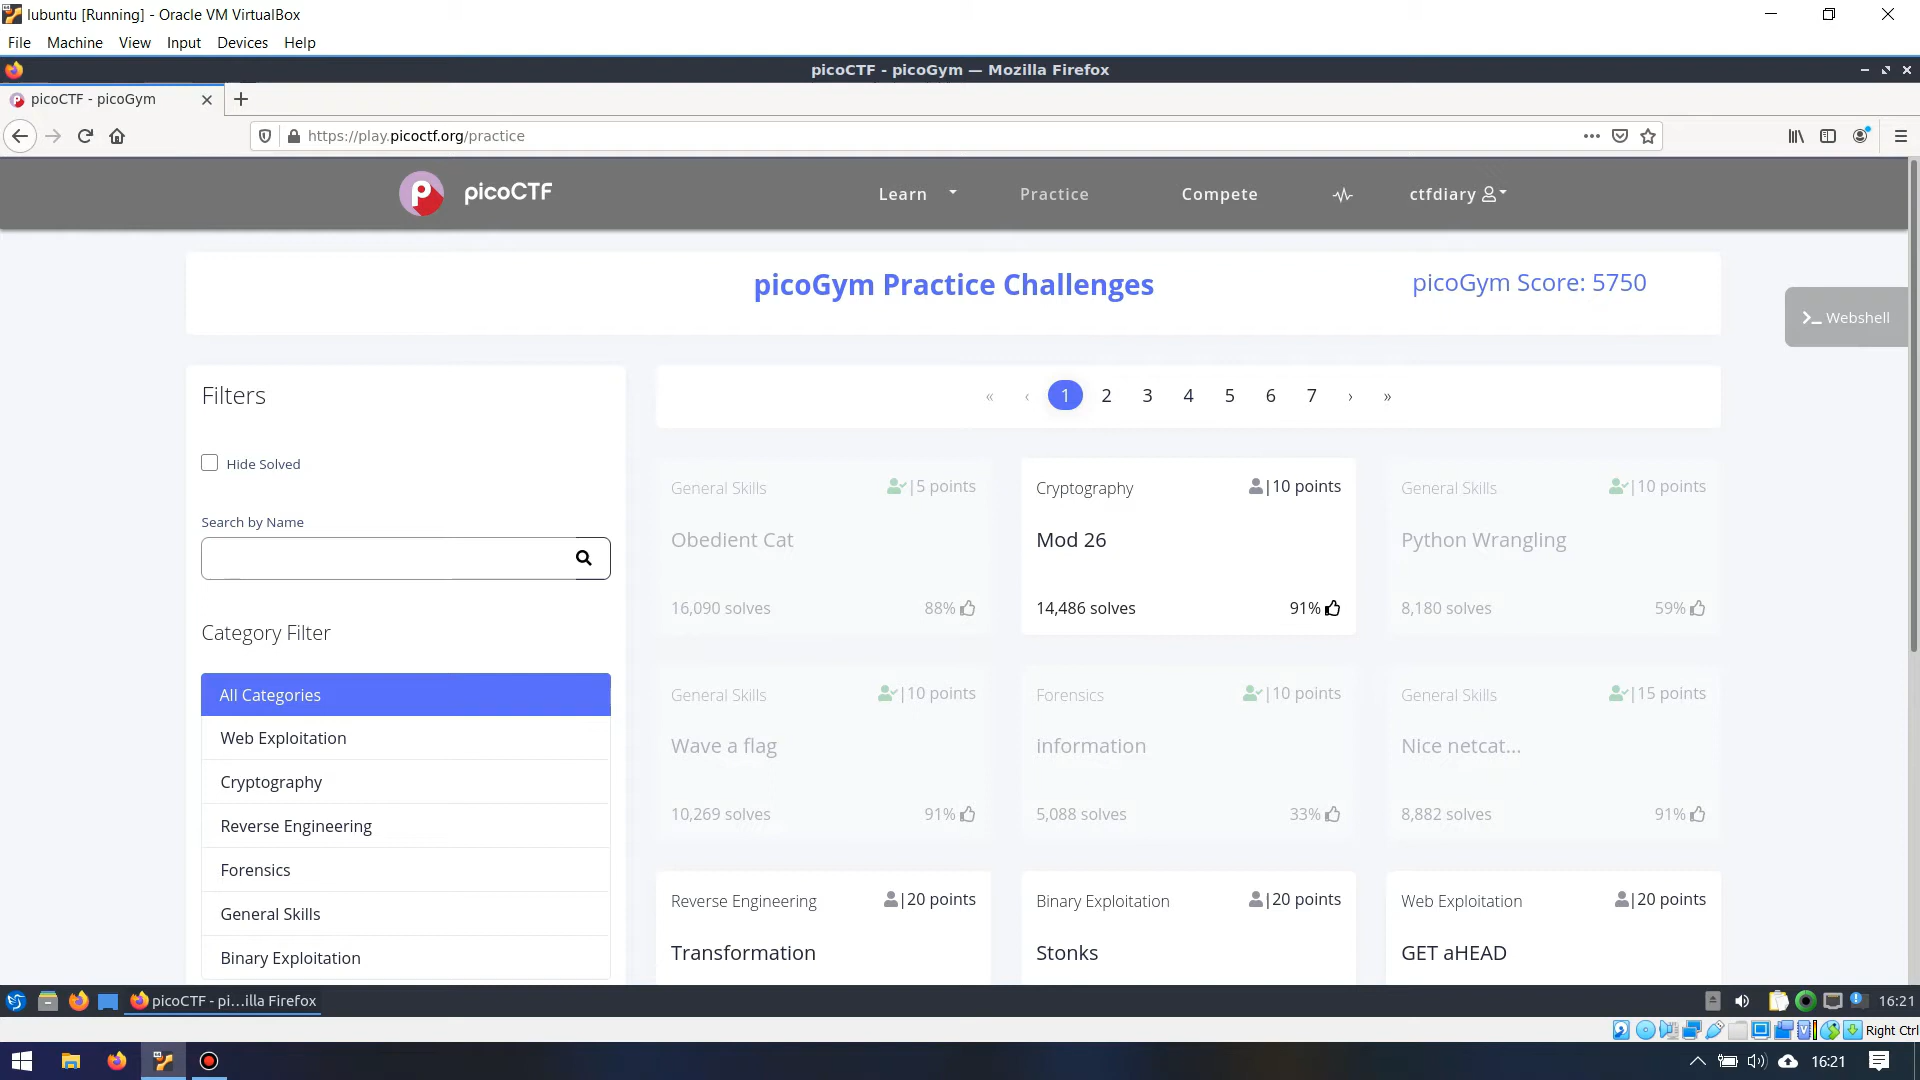 lubuntu [Running] - Oracle VM VirtualBox
File Machine View Input Devices Help
picoCTF - picoGym — Mozilla Firefox
picoCTF - picoGym
https://play.picoctf.org/practice
picoCTF
Learn Practice Compete ctfdiary
picoGym Practice Challenges
picoGym Score: 5750
Webshell
Filters
Hide Solved
Search by Name
Category Filter
All Categories
Web Exploitation
Cryptography
Reverse Engineering
Forensics
General Skills
Binary Exploitation
« ‹ 1 2 3 4 5 6 7 › »
General Skills |5 points
Obedient Cat
16,090 solves 88%
Cryptography |10 points
Mod 26
14,486 solves 91%
General Skills |10 points
Python Wrangling
8,180 solves 59%
General Skills |10 points
Wave a flag
10,269 solves 91%
Forensics |10 points
information
5,088 solves 33%
General Skills |15 points
Nice netcat...
8,882 solves 91%
Reverse Engineering |20 points
Transformation
Binary Exploitation |20 points
Stonks
Web Exploitation |20 points
GET aHEAD
picoCTF - pi...illa Firefox
16:21
Right Ctrl
16:21